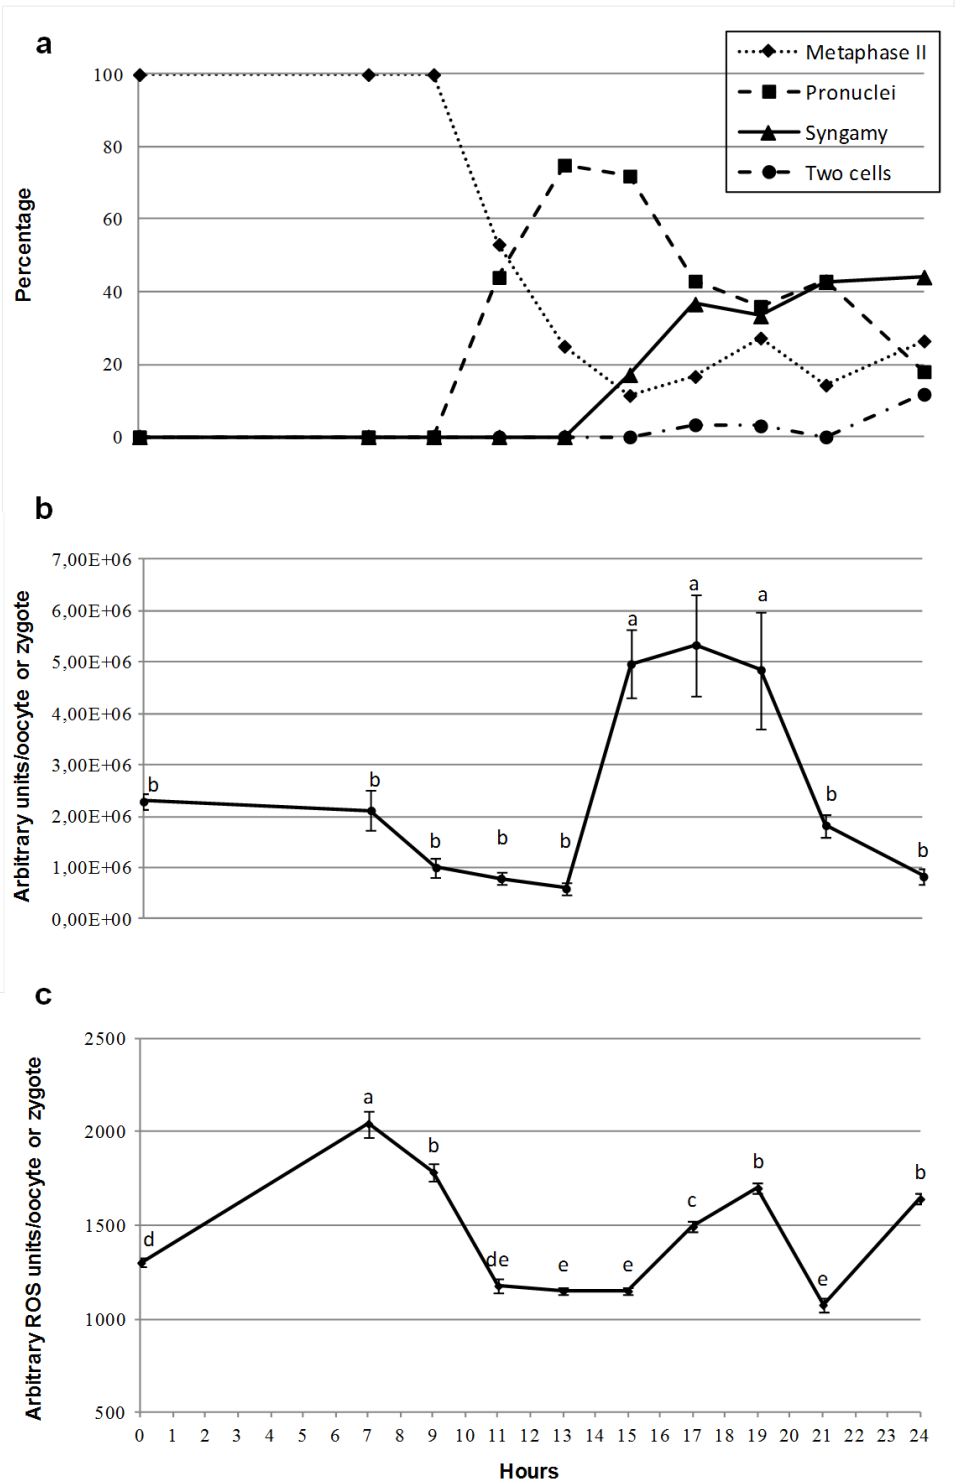 a
Metaphase II
Pronuclei
Syngamy
Two cells
100
80
60
40
20
0
Percentage
b
7,00E+06
6,00E+06
5,00E+06
4,00E+06
3,00E+06
2,00E+06
1,00E+06
0,00E+00
Arbitrary units/oocyte or zygote
b
b
b
b
b
a
a
a
b
b
c
2500
2000
1500
1000
500
Arbitrary ROS units/oocyte or zygote
d
a
b
de
e
e
c
b
e
b
0 1 2 3 4 5 6 7 8 9 10 11 12 13 14 15 16 17 18 19 20 21 22 23 24
Hours